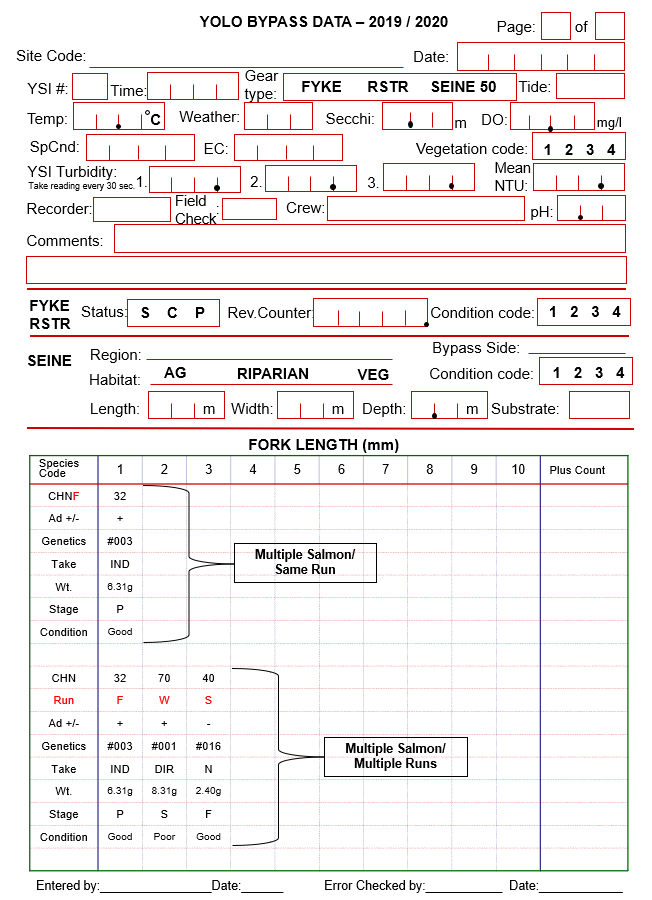 YOLO BYPASS DATA – 2019 / 2020
Page: of
Site Code: Date:
YSI #: Time: Gear type: FYKE RSTR SEINE 50 Tide:
Temp: °C Weather: Secchi: m DO: mg/l
SpCnd: EC: Vegetation code: 1 2 3 4
YSI Turbidity: Take reading every 30 sec. 1. 2. 3. Mean NTU:
Recorder: Field Check: Crew: pH:
Comments:
FYKE RSTR Status: S C P Rev.Counter: Condition code: 1 2 3 4
SEINE Region: Bypass Side:
Habitat: AG RIPARIAN VEG Condition code: 1 2 3 4
Length: m Width: m Depth: m Substrate:
FORK LENGTH (mm)
Species Code 1 2 3 4 5 6 7 8 9 10 Plus Count
CHNF 32
Ad +/- +
Genetics #003
Take IND
Wt. 6.31g
Stage P
Condition Good
Multiple Salmon/
Same Run
CHN 32 70 40
Run F W S
Ad +/- + + -
Genetics #003 #001 #016
Take IND DIR N
Wt. 6.31g 8.31g 2.40g
Stage P S F
Condition Good Poor Good
Multiple Salmon/
Multiple Runs
Entered by: Date: Error Checked by: Date: